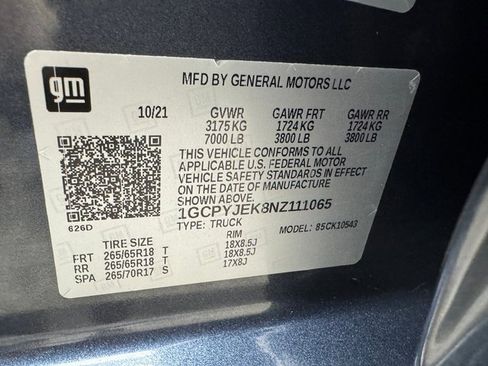 gm
MFD BY GENERAL MOTORS LLC
10/21 GVWR GAWR FRT GAWR RR
3175 KG 1724 KG 1724 KG
7000 LB 3800 LB 3800 LB
THIS VEHICLE CONFORMS TO ALL
APPLICABLE U.S. FEDERAL MOTOR
VEHICLE SAFETY STANDARDS IN EFFECT
ON THE DATE OF MANUFACTURE
SHOWN ABOVE.
1GCPYJEK8NZ111065
TYPE: TRUCK MODEL: 85CK10543
626D
TIRE SIZE RIM
FRT 265/65R18 T 18X8.5J
RR 265/65R18 T 18X8.5J
SPA 265/70R17 S 17X8J